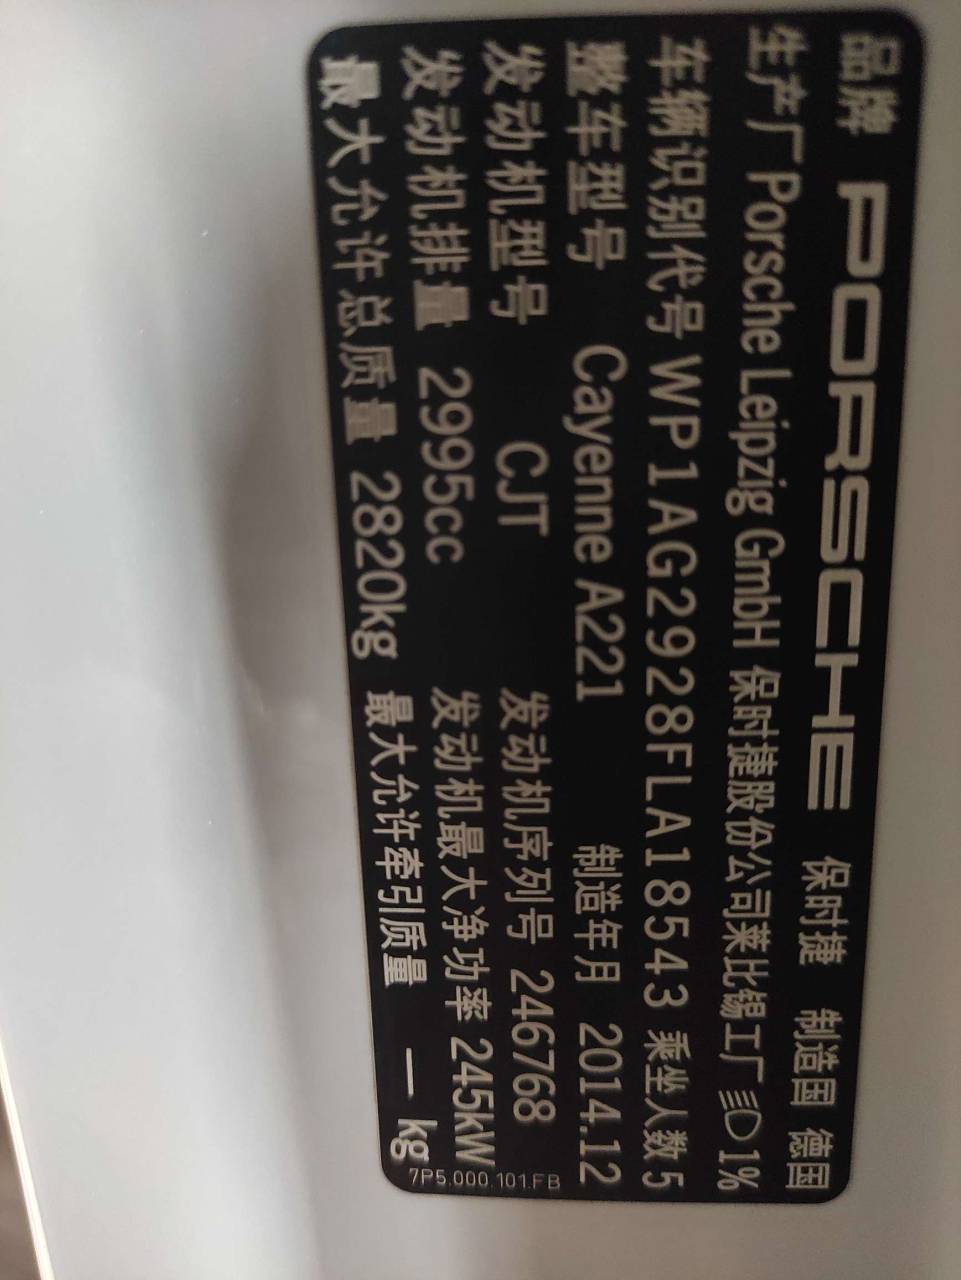 品牌 PORSCHE 保时捷 制造国 德国
生产厂 Porsche Leipzig GmbH 保时捷股份公司莱比锡工厂 1%
车辆识别代号 WP1AG2928FLA18543 乘坐人数 5
整车型号 Cayenne A221 制造年月 2014.12
发动机型号 CJT 发动机序列号 246768
发动机排量 2995cc 发动机最大净功率 245kW
最大允许总质量 2820kg 最大允许牵引质量 — kg
7P5.000.101.FB